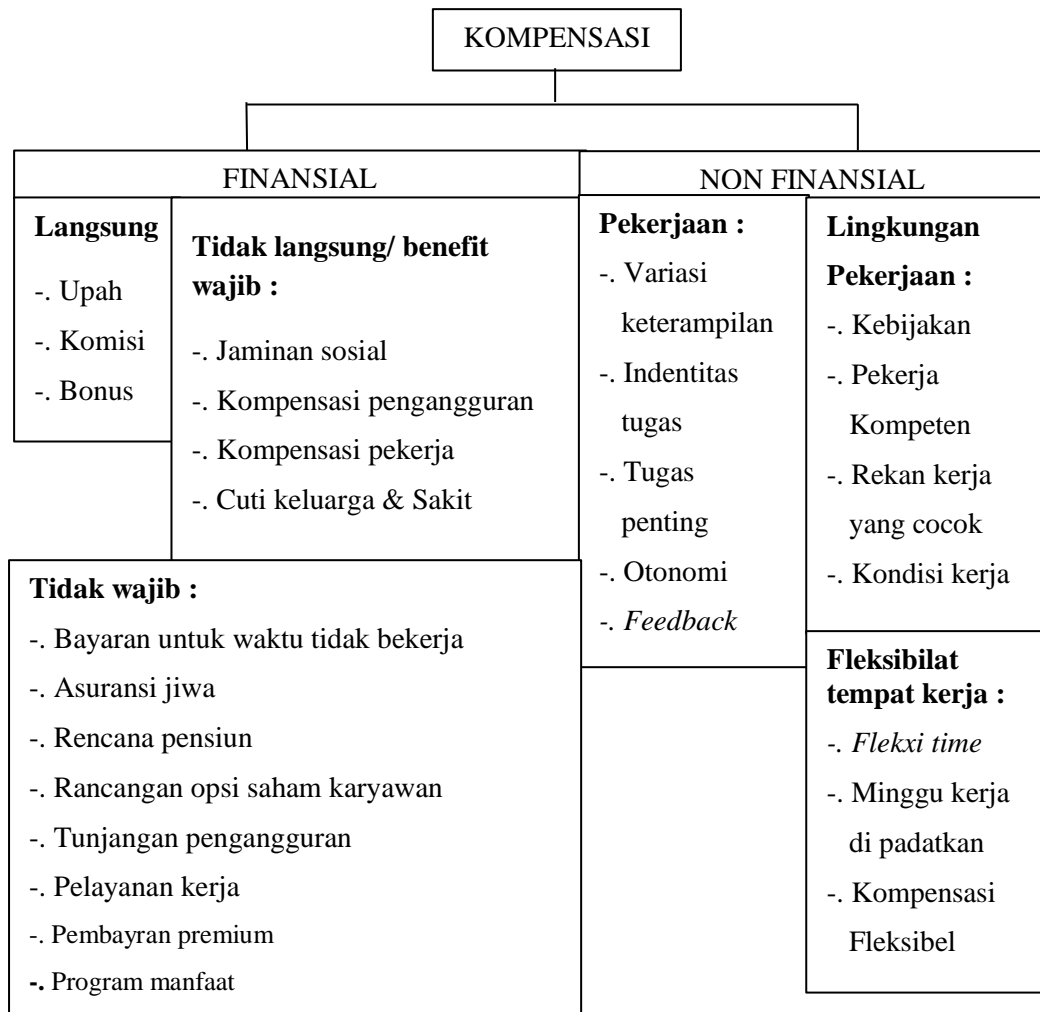 KOMPENSASI
FINANSIAL
NON FINANSIAL
Langsung
-. Upah
-. Komisi
-. Bonus
Tidak langsung/ benefit
wajib :
-. Jaminan sosial
-. Kompensasi pengangguran
-. Kompensasi pekerja
-. Cuti keluarga & Sakit
Tidak wajib :
-. Bayaran untuk waktu tidak bekerja
-. Asuransi jiwa
-. Rencana pensiun
-. Rancangan opsi saham karyawan
-. Tunjangan pengangguran
-. Pelayanan kerja
-. Pembayran premium
-. Program manfaat
Pekerjaan :
-. Variasi
keterampilan
-. Indentitas
tugas
-. Tugas
penting
-. Otonomi
-. Feedback
Lingkungan
Pekerjaan :
-. Kebijakan
-. Pekerja
Kompeten
-. Rekan kerja
yang cocok
-. Kondisi kerja
Fleksibilat
tempat kerja :
-. Flekxi time
-. Minggu kerja
di padatkan
-. Kompensasi
Fleksibel